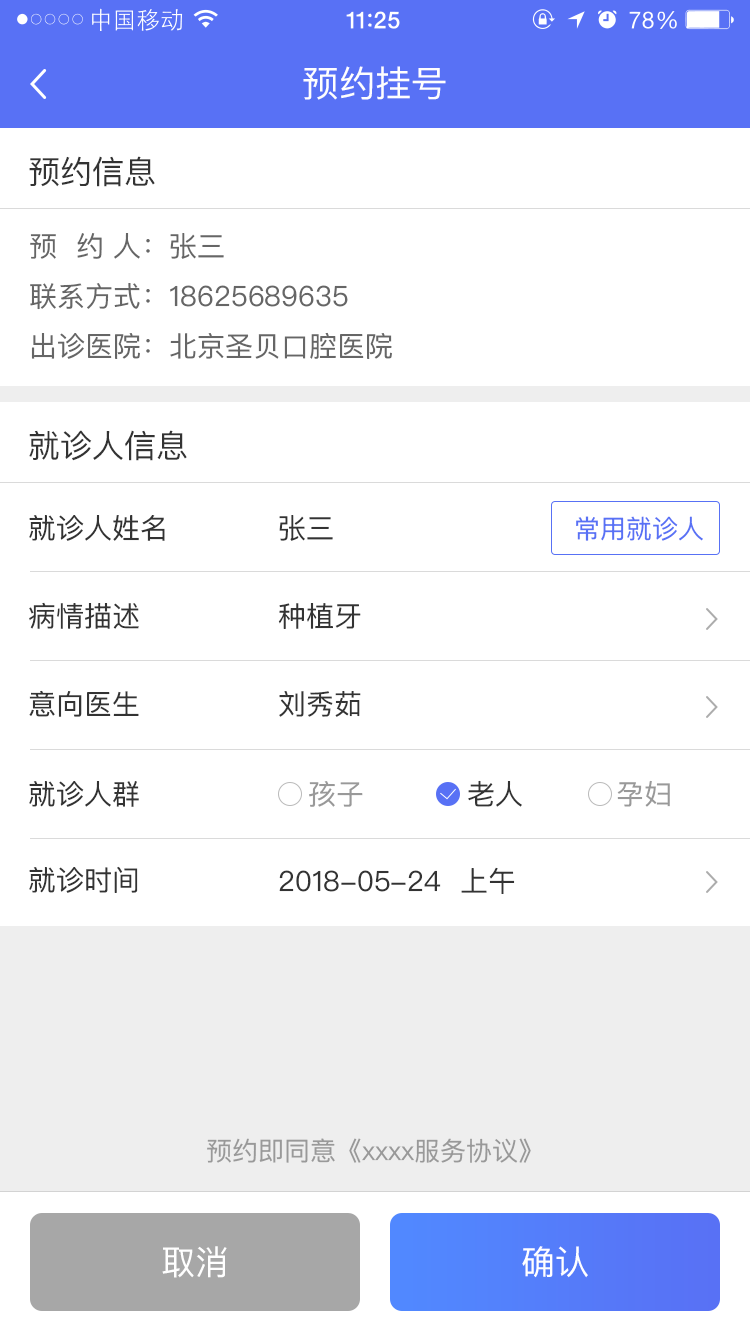 中国移动 11:25 78%
预约挂号
预约信息
预 约 人: 张三
联系方式: 18625689635
出诊医院: 北京圣贝口腔医院
就诊人信息
就诊人姓名 张三 常用就诊人
病情描述 种植牙
意向医生 刘秀茹
就诊人群 孩子 老人 孕妇
就诊时间 2018-05-24 上午
预约即同意《xxxx服务协议》
取消 确认